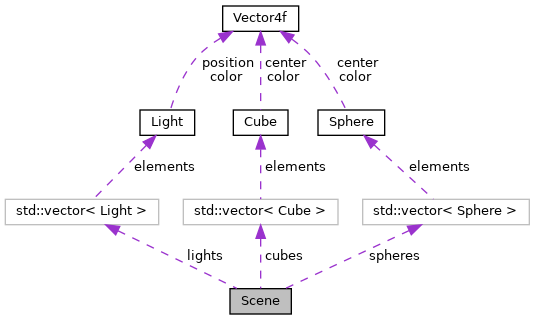 Vector4f
position
color
center
color
center
color
Light
Cube
Sphere
elements
elements
elements
std::vector< Light >
std::vector< Cube >
std::vector< Sphere >
lights
cubes
spheres
Scene